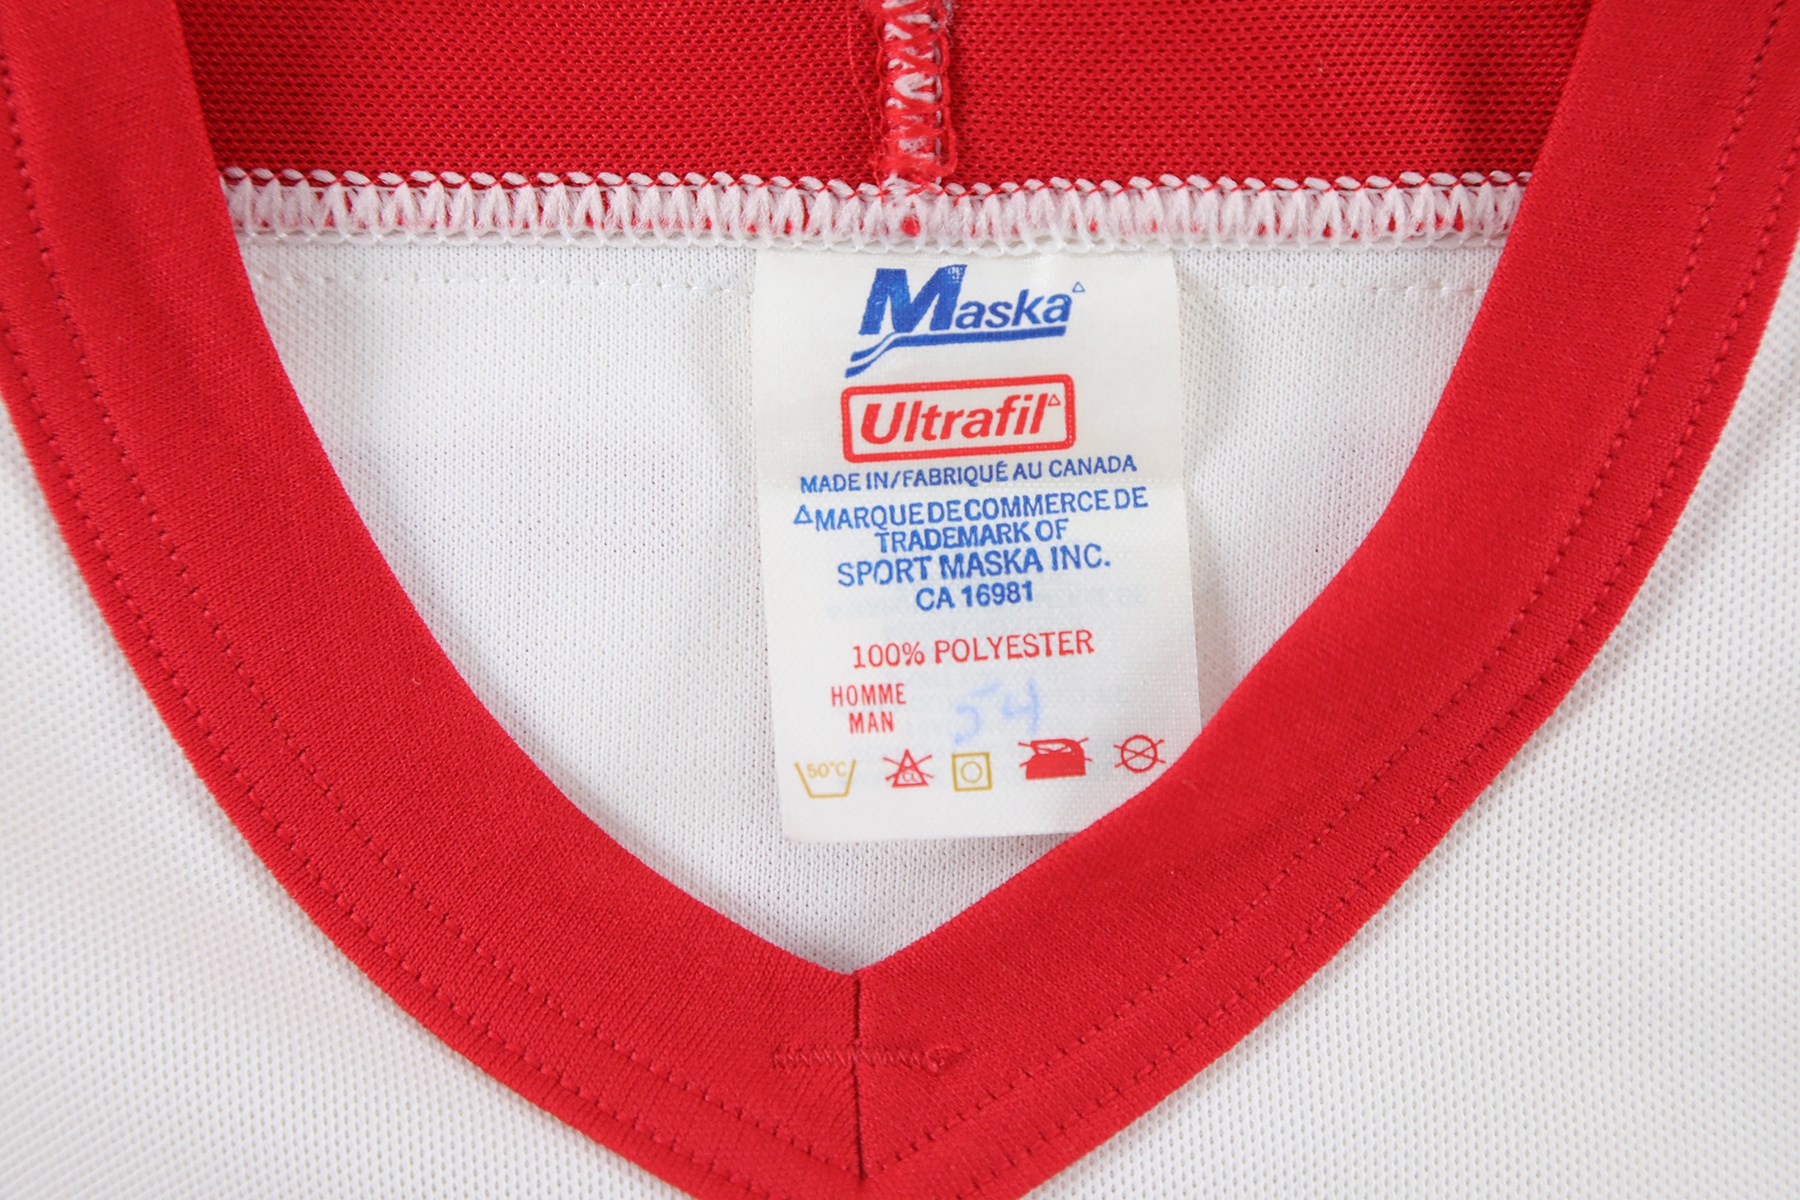 Maska
Ultrafil
MADE IN/FABRIQUÉ AU CANADA
MARQUE DE COMMERCE DE
TRADEMARK OF
SPORT MASKA INC.
CA 16981
100% POLYESTER
HOMME
MAN
54
50°C
CL